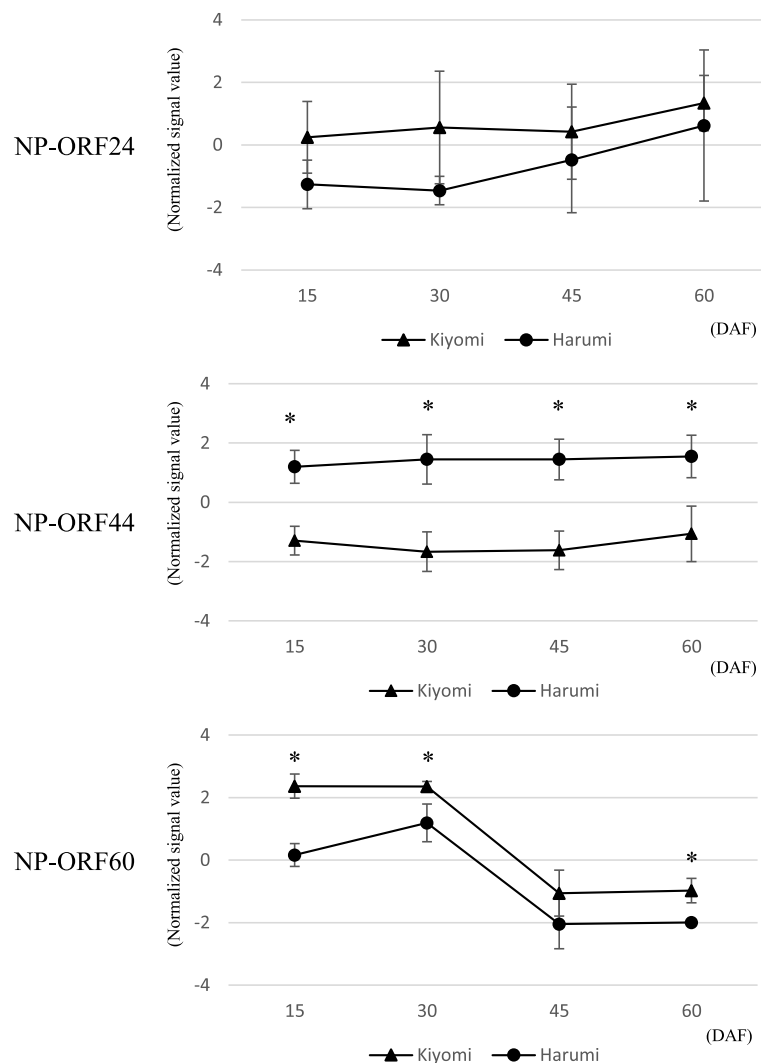 4
2
0
-2
-4
(Normalized signal value)
NP-ORF24
15 30 45 60
(DAF)
Kiyomi Harumi
4
2
0
-2
-4
(Normalized signal value)
NP-ORF44
* * * *
15 30 45 60
(DAF)
Kiyomi Harumi
4
2
0
-2
-4
(Normalized signal value)
NP-ORF60
* * *
15 30 45 60
(DAF)
Kiyomi Harumi